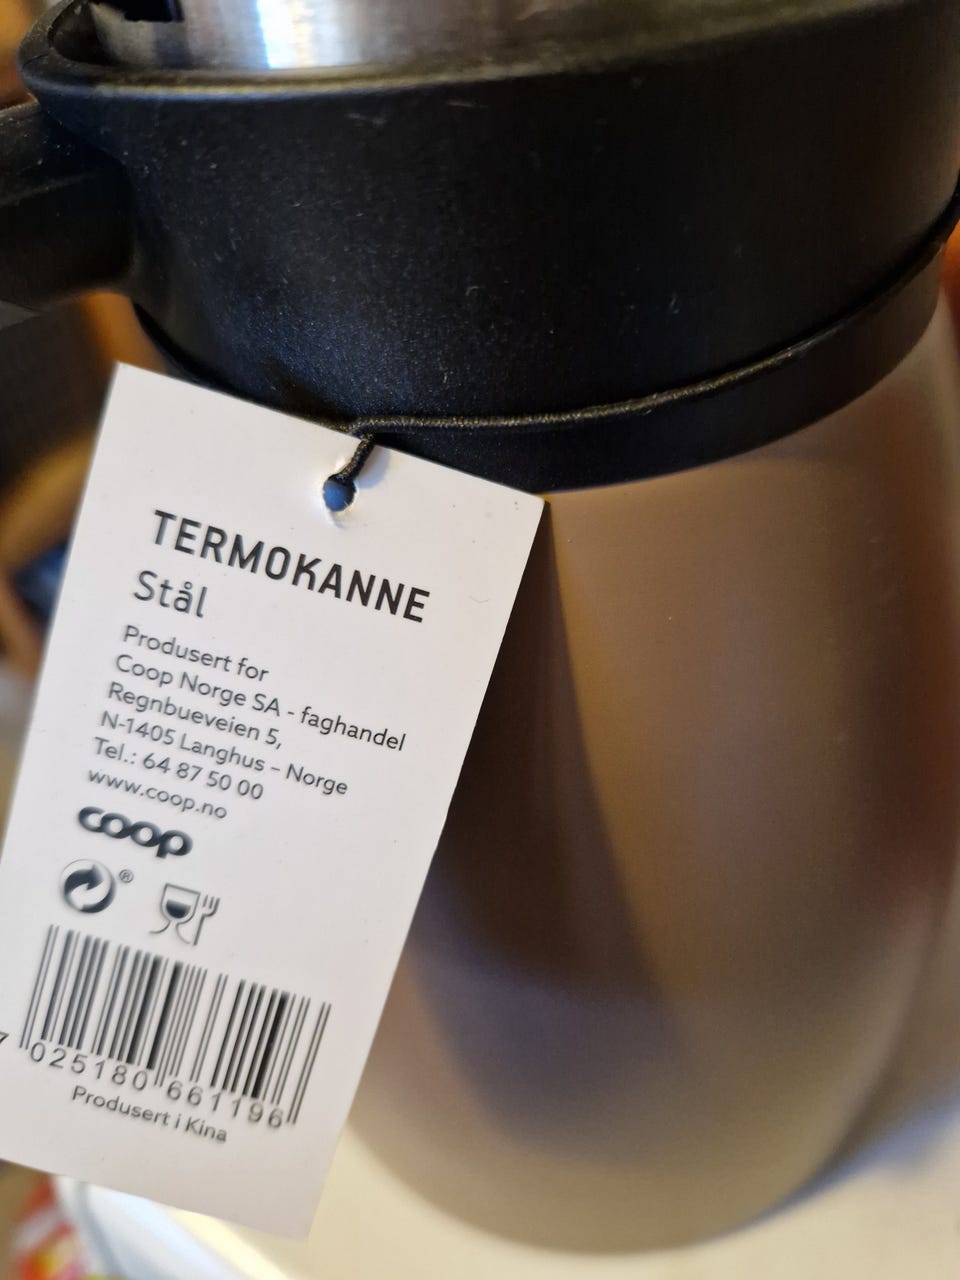 TERMOKANNE
Stål
Produsert for
Coop Norge SA - faghandel
Regnbueveien 5,
N-1405 Langhus - Norge
Tel.: 64 87 50 00
www.coop.no
coop
®
7 025180 661196
Produsert i Kina